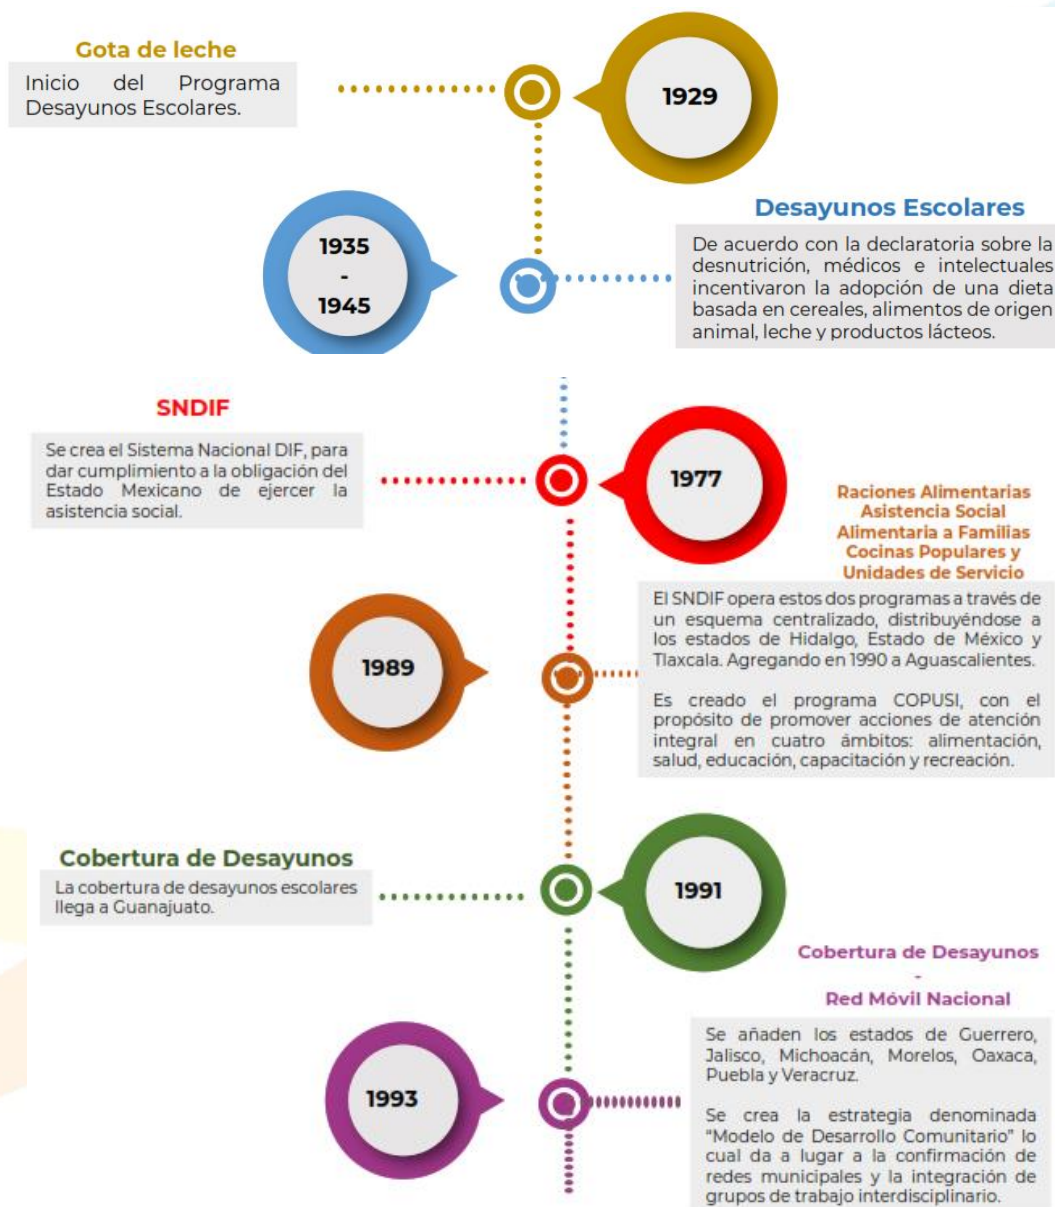 Gota de leche
Inicio del Programa
Desayunos Escolares.
1929
1935
-
1945
Desayunos Escolares
De acuerdo con la declaratoria sobre la
desnutrición, médicos e intelectuales
incentivaron la adopción de una dieta
basada en cereales, alimentos de origen
animal, leche y productos lácteos.
SNDIF
Se crea el Sistema Nacional DIF, para
dar cumplimiento a la obligación del
Estado Mexicano de ejercer la
asistencia social.
1977
Raciones Alimentarias
Asistencia Social
Alimentaria a Familias
Cocinas Populares y
Unidades de Servicio
1989
El SNDIF opera estos dos programas a través de
un esquema centralizado, distribuyéndose a
los estados de Hidalgo, Estado de México y
Tlaxcala. Agregando en 1990 a Aguascalientes.
Es creado el programa COPUSI, con el
propósito de promover acciones de atención
integral en cuatro ámbitos: alimentación,
salud, educación, capacitación y recreación.
Cobertura de Desayunos
La cobertura de desayunos escolares
llega a Guanajuato.
1991
Cobertura de Desayunos
-
Red Móvil Nacional
1993
Se añaden los estados de Guerrero,
Jalisco, Michoacán, Morelos, Oaxaca,
Puebla y Veracruz.
Se crea la estrategia denominada
“Modelo de Desarrollo Comunitario” lo
cual da a lugar a la confirmación de
redes municipales y la integración de
grupos de trabajo interdisciplinario.